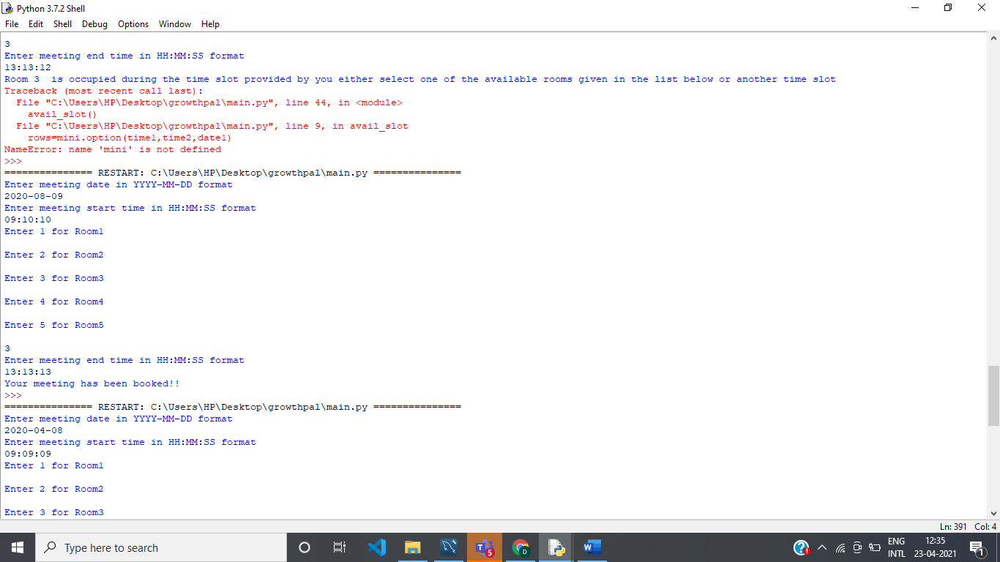 Python 3.7.2 Shell
File Edit Shell Debug Options Window Help
3
Enter meeting end time in HH:MM:SS format
13:13:12
Room 3  is occupied during the time slot provided by you either select one of the available rooms given in the list below or another time slot
Traceback (most recent call last):
  File "C:\Users\HP\Desktop\growthpal\main.py", line 44, in <module>
    avail_slot()
  File "C:\Users\HP\Desktop\growthpal\main.py", line 9, in avail_slot
    rows=mini.option(time1,time2,date1)
NameError: name 'mini' is not defined
>>>
=============== RESTART: C:\Users\HP\Desktop\growthpal\main.py ===============
Enter meeting date in YYYY-MM-DD format
2020-08-09
Enter meeting start time in HH:MM:SS format
09:10:10
Enter 1 for Room1
Enter 2 for Room2
Enter 3 for Room3
Enter 4 for Room4
Enter 5 for Room5
3
Enter meeting end time in HH:MM:SS format
13:13:13
Your meeting has been booked!!
>>>
=============== RESTART: C:\Users\HP\Desktop\growthpal\main.py ===============
Enter meeting date in YYYY-MM-DD format
2020-04-08
Enter meeting start time in HH:MM:SS format
09:09:09
Enter 1 for Room1
Enter 2 for Room2
Enter 3 for Room3
Ln: 391 Col: 4
Type here to search
T
5
D
W
?
ENG
INTL
12:35
23-04-2021
1